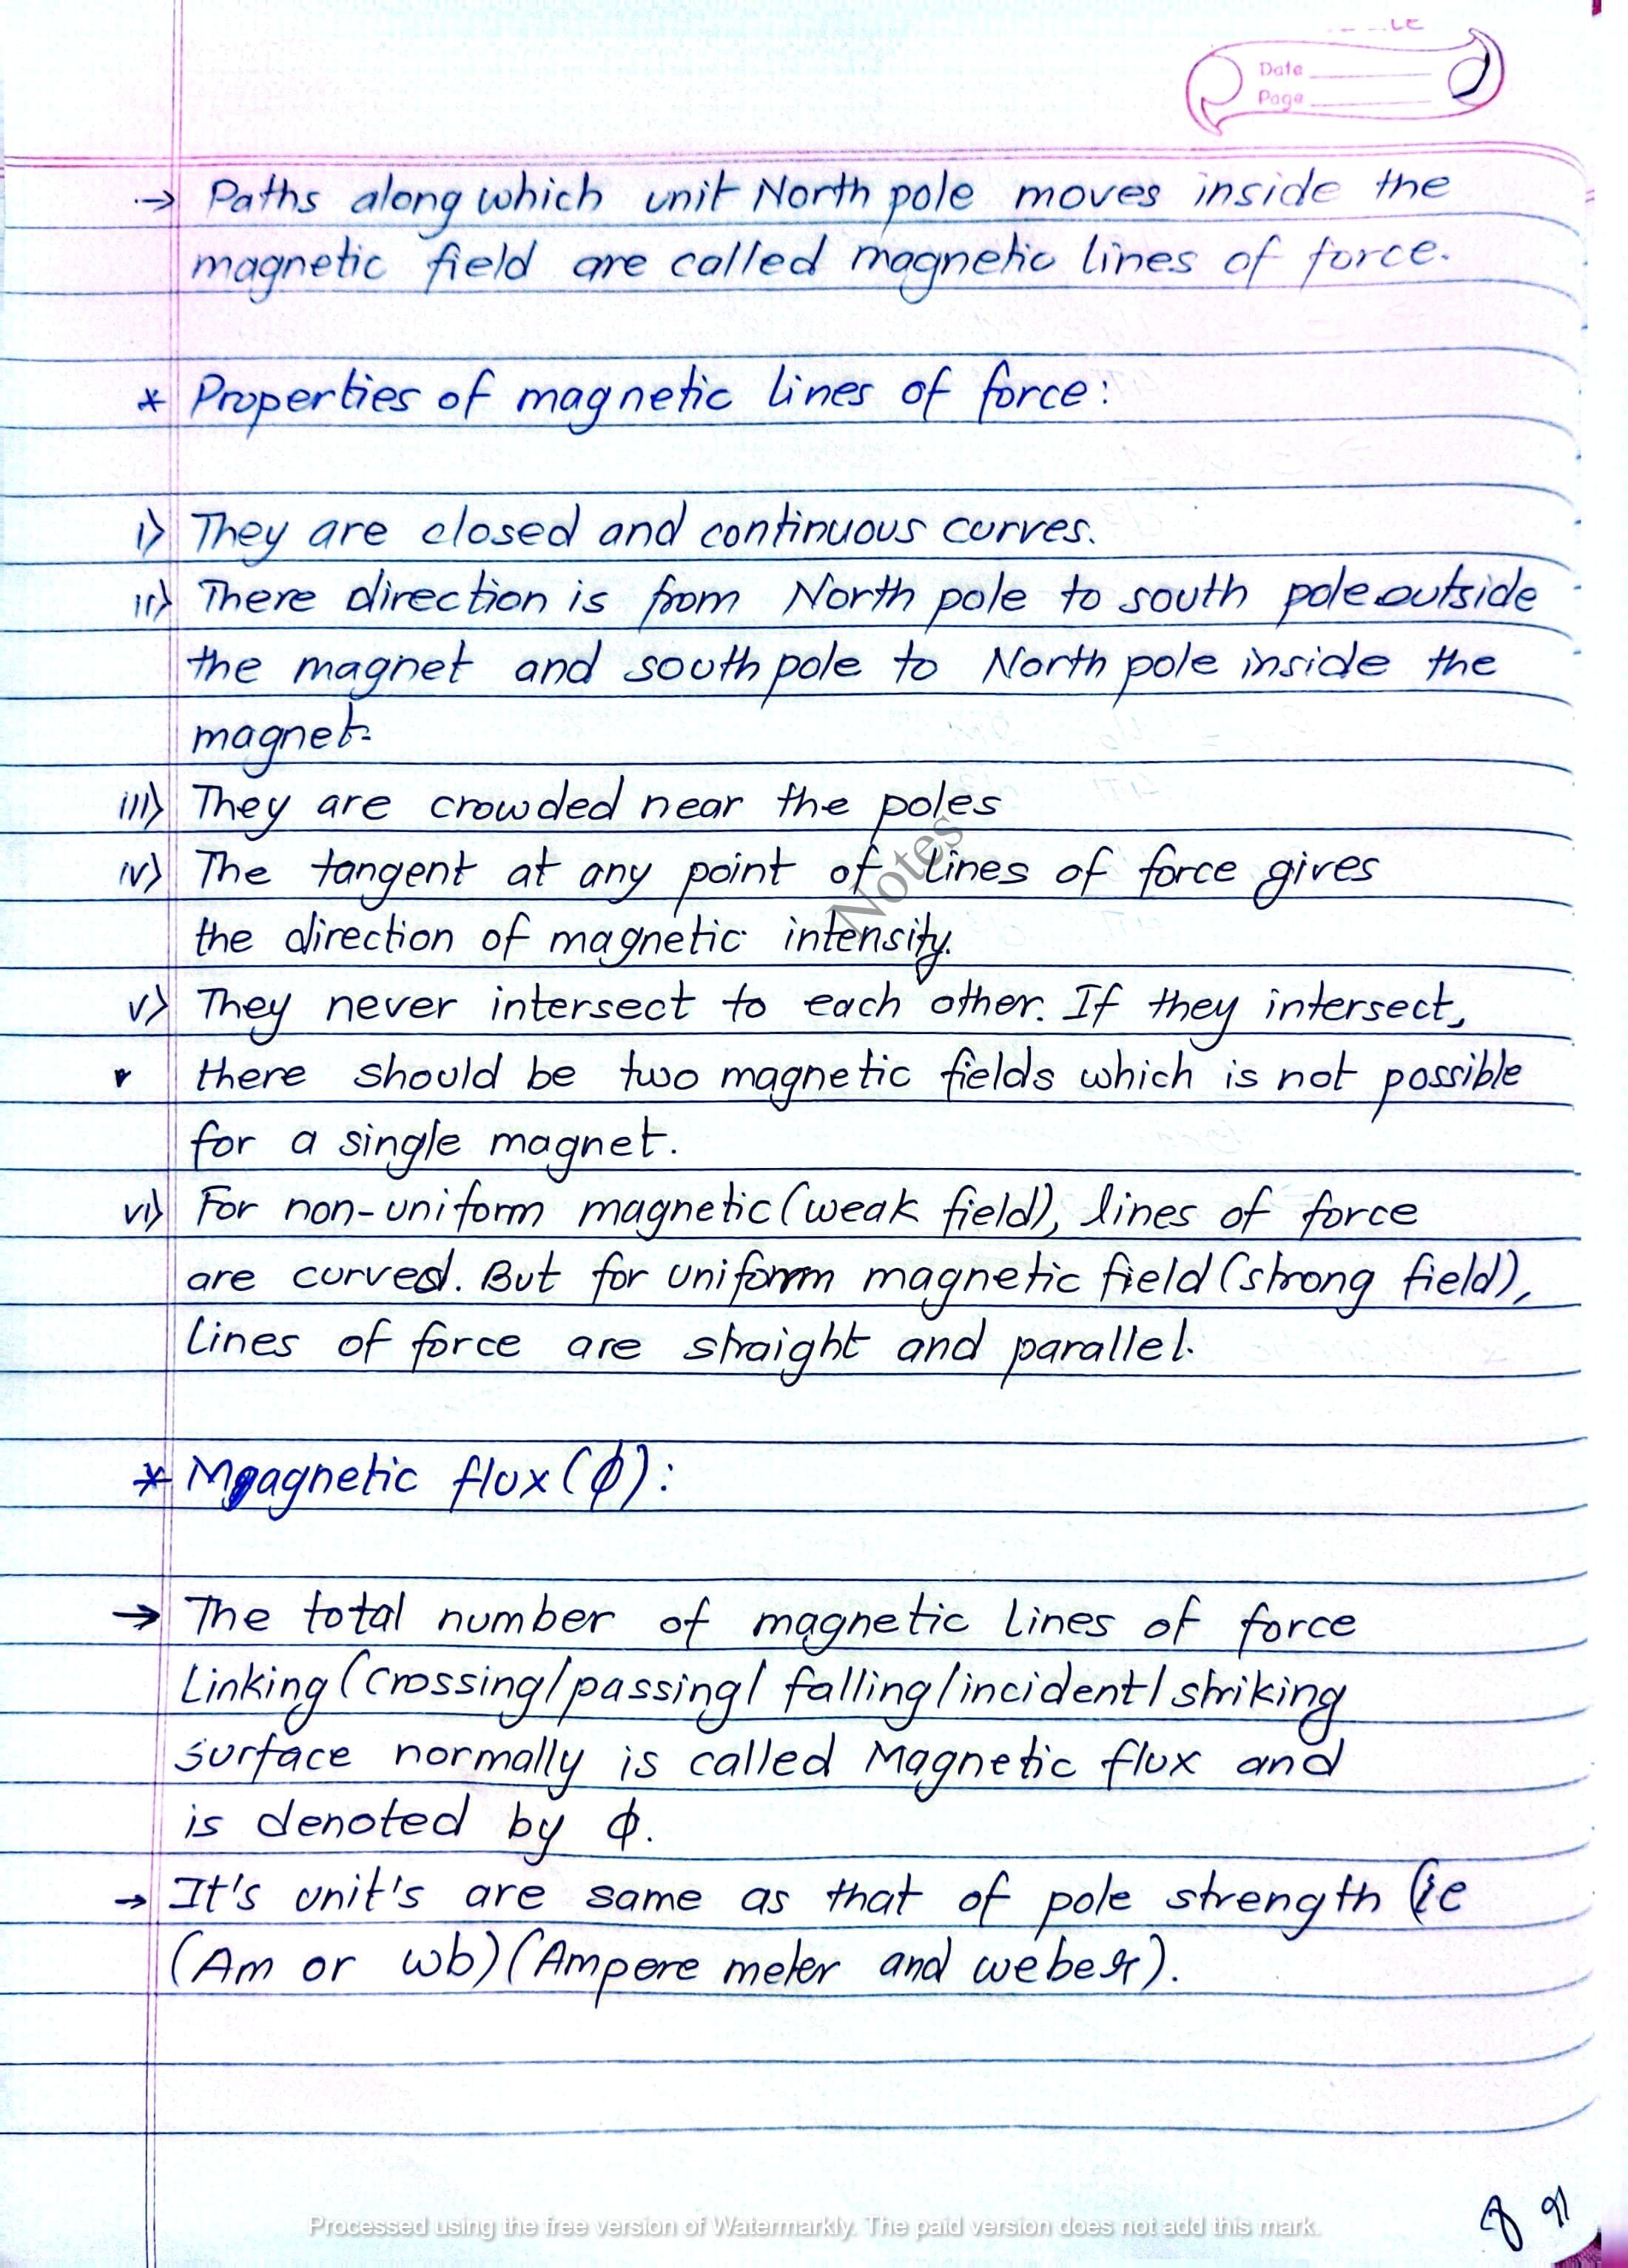 Date
Page
→ Paths along which unit North pole moves inside the
magnetic field are called magnetic lines of force.
* Properties of magnetic lines of force:
i) They are closed and continuous curves.
ii) There direction is from North pole to south pole outside
the magnet and south pole to North pole inside the
magnet.
iii) They are crowded near the poles
iv) The tangent at any point of lines of force gives
the direction of magnetic intensity.
Notes
v) They never intersect to each other. If they intersect,
there should be two magnetic fields which is not possible
for a single magnet.
vi) For non-uniform magnetic (weak field), lines of force
are curved. But for uniform magnetic field (strong field),
lines of force are straight and parallel.
* Magnetic flux (ϕ):
→ The total number of magnetic lines of force
Linking (crossing/passing/ falling/incident/striking
surface normally is called Magnetic flux and
is denoted by ϕ.
→ It's unit's are same as that of pole strength (ie
(Am or wb) (Ampere meter and weber).
Processed using the free version of Watermarkly. The paid version does not add this mark.